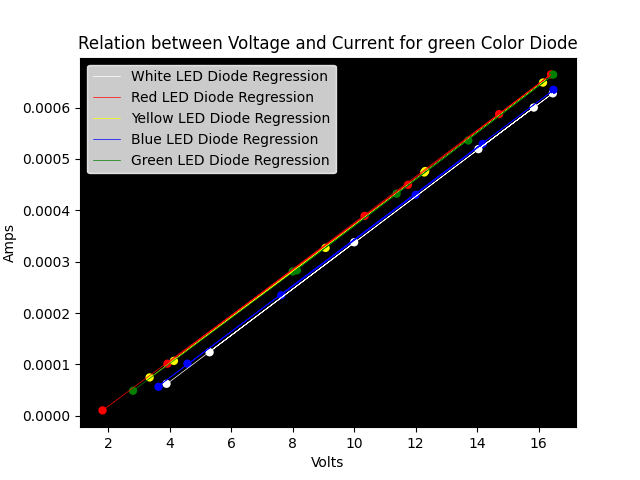 Relation between Voltage and Current for green Color Diode
White LED Diode Regression
Red LED Diode Regression
Yellow LED Diode Regression
Blue LED Diode Regression
Green LED Diode Regression
0.0006
0.0005
0.0004
0.0003
0.0002
0.0001
0.0000
Amps
2 4 6 8 10 12 14 16
Volts